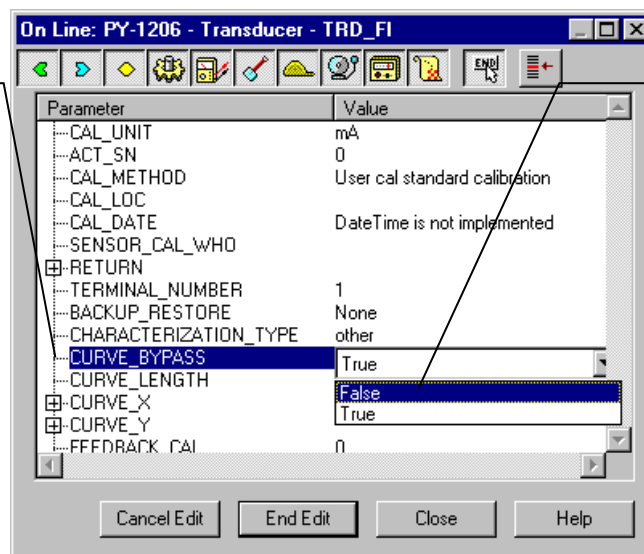 On Line: PY-1206 - Transducer - TRD_FI
END
Parameter Value
CAL_UNIT mA
ACT_SN 0
CAL_METHOD User cal standard calibration
CAL_LOC
CAL_DATE DateTime is not implemented
SENSOR_CAL_WHO
RETURN
TERMINAL_NUMBER 1
BACKUP_RESTORE None
CHARACTERIZATION_TYPE other
CURVE_BYPASS True
CURVE_LENGTH False
CURVE_X True
CURVE_Y
FEEDBACK_CAL 0
Cancel Edit End Edit Close Help